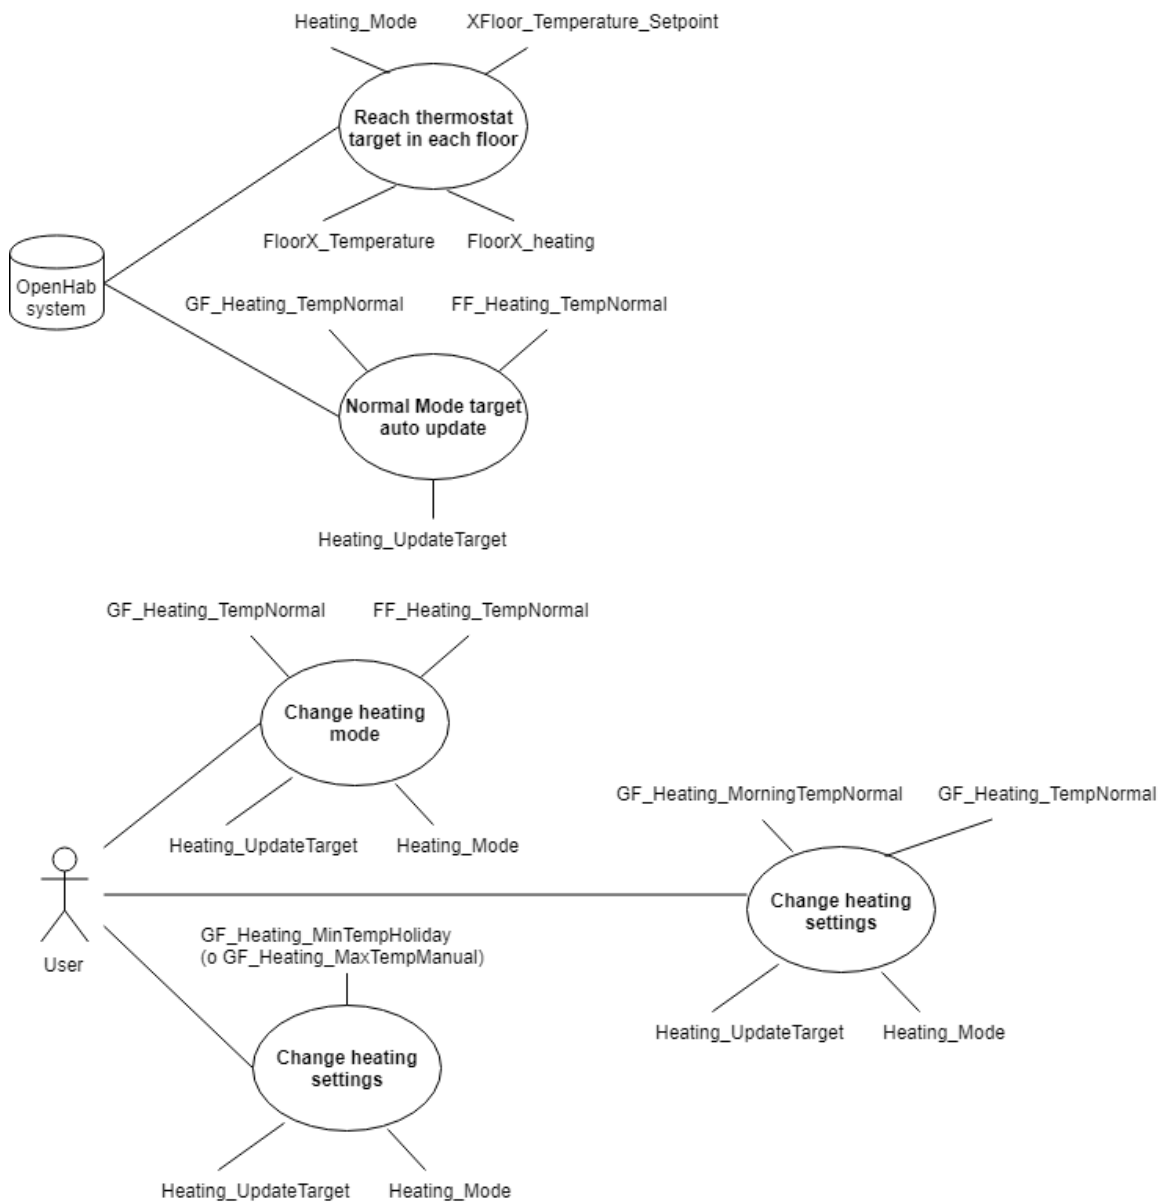 Heating_Mode
XFloor_Temperature_Setpoint
Reach thermostat
target in each floor
FloorX_Temperature
FloorX_heating
OpenHab
system
GF_Heating_TempNormal
FF_Heating_TempNormal
Normal Mode target
auto update
Heating_UpdateTarget
GF_Heating_TempNormal
FF_Heating_TempNormal
Change heating
mode
Heating_UpdateTarget
Heating_Mode
GF_Heating_MorningTempNormal
GF_Heating_TempNormal
Change heating
settings
Heating_UpdateTarget
Heating_Mode
User
GF_Heating_MinTempHoliday
(o GF_Heating_MaxTempManual)
Change heating
settings
Heating_UpdateTarget
Heating_Mode